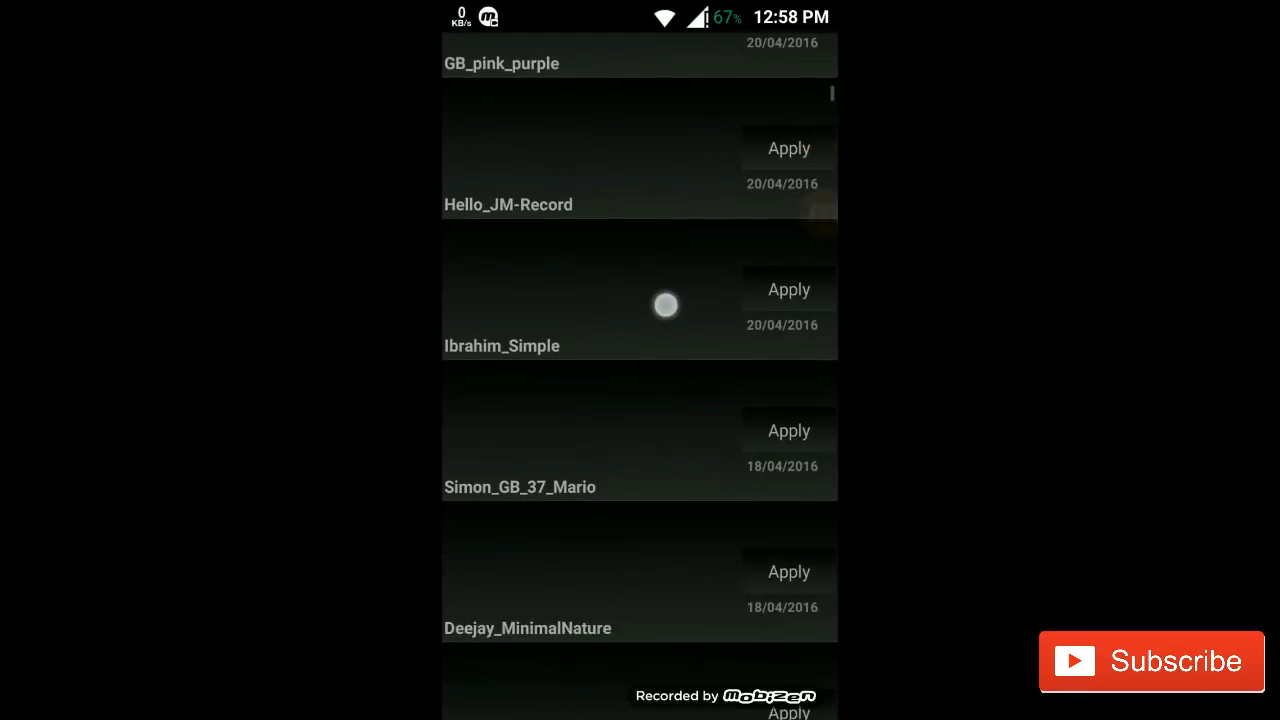 0
KB/s
67%
12:58 PM
20/04/2016
GB_pink_purple
Apply
20/04/2016
Hello_JM-Record
Apply
20/04/2016
Ibrahim_Simple
Apply
18/04/2016
Simon_GB_37_Mario
Apply
18/04/2016
Deejay_MinimalNature
Subscribe
Recorded by mobizen
Apply